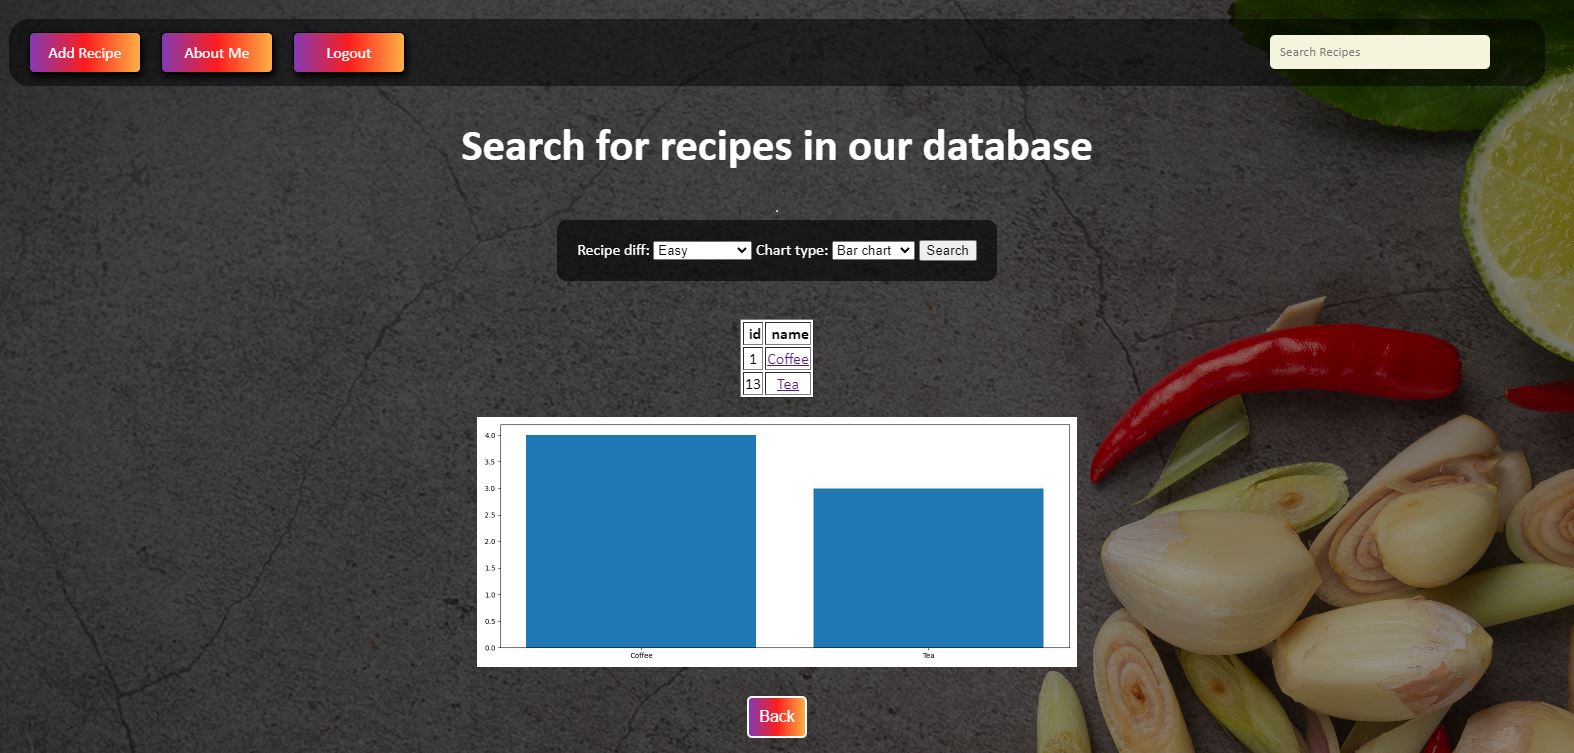 Add Recipe About Me Logout Search Recipes
Search for recipes in our database
.
Recipe diff: Easy Chart type: Bar chart Search
id name
1 Coffee
13 Tea
4.0
3.5
3.0
2.5
2.0
1.5
1.0
0.5
0.0
Coffee Tea
Back